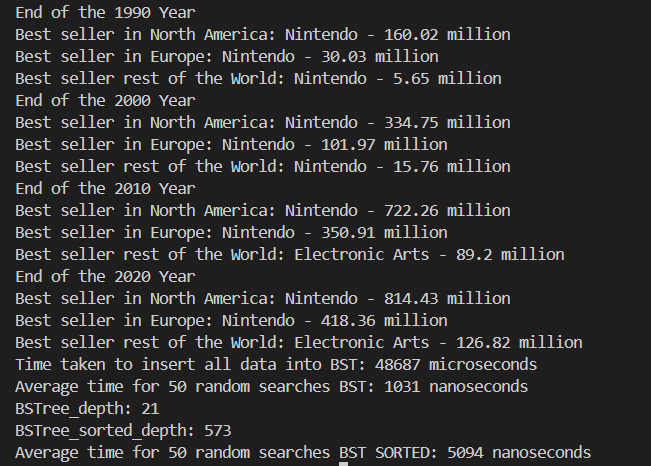 End of the 1990 Year
Best seller in North America: Nintendo - 160.02 million
Best seller in Europe: Nintendo - 30.03 million
Best seller rest of the World: Nintendo - 5.65 million
End of the 2000 Year
Best seller in North America: Nintendo - 334.75 million
Best seller in Europe: Nintendo - 101.97 million
Best seller rest of the World: Nintendo - 15.76 million
End of the 2010 Year
Best seller in North America: Nintendo - 722.26 million
Best seller in Europe: Nintendo - 350.91 million
Best seller rest of the World: Electronic Arts - 89.2 million
End of the 2020 Year
Best seller in North America: Nintendo - 814.43 million
Best seller in Europe: Nintendo - 418.36 million
Best seller rest of the World: Electronic Arts - 126.82 million
Time taken to insert all data into BST: 48687 microseconds
Average time for 50 random searches BST: 1031 nanoseconds
BSTree_depth: 21
BSTree_sorted_depth: 573
Average time for 50 random searches BST SORTED: 5094 nanoseconds